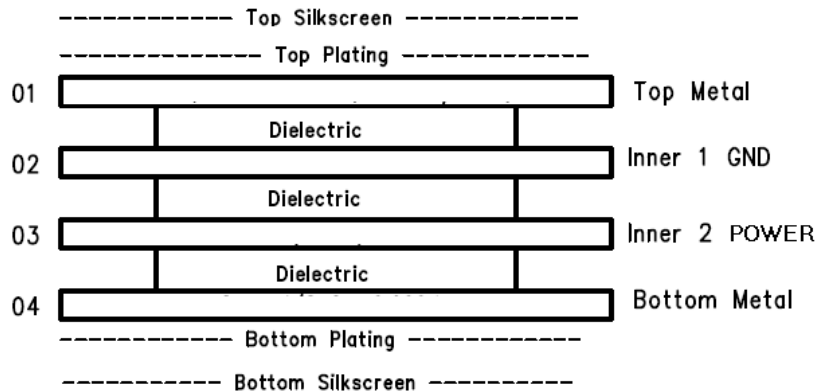 Top Silkscreen
Top Plating
01 Top Metal
Dielectric
02 Inner 1 GND
Dielectric
03 Inner 2 POWER
Dielectric
04 Bottom Metal
Bottom Plating
Bottom Silkscreen